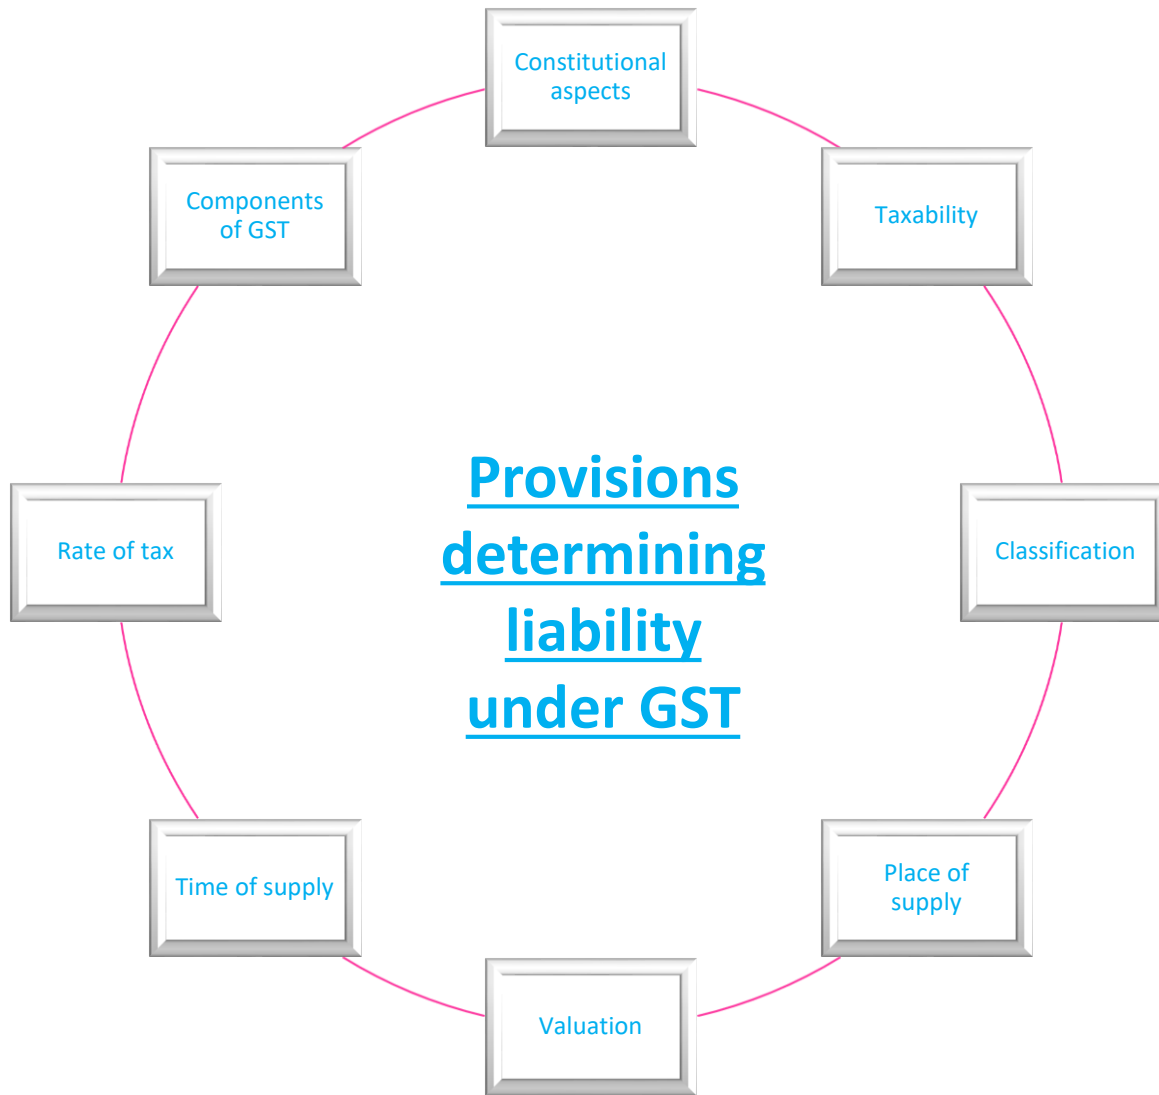 Constitutional
aspects
Components
of GST
Taxability
Provisions
determining
liability
under GST
Rate of tax
Classification
Time of supply
Place of
supply
Valuation